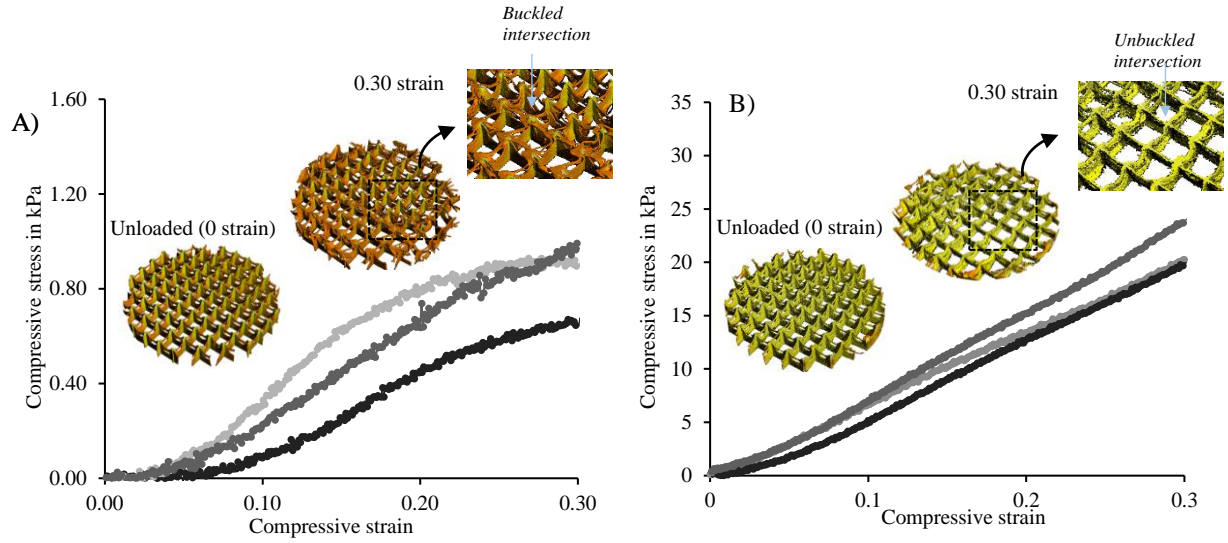 A)
Buckled
intersection
0.30 strain
Unloaded (0 strain)
Compressive stress in kPa
1.60
1.20
0.80
0.40
0.00
0.00
0.10
0.20
0.30
Compressive strain
B)
Unbuckled
intersection
0.30 strain
Unloaded (0 strain)
Compressive stress in kPa
35
30
25
20
15
10
5
0
0
0.1
0.2
0.3
Compressive strain